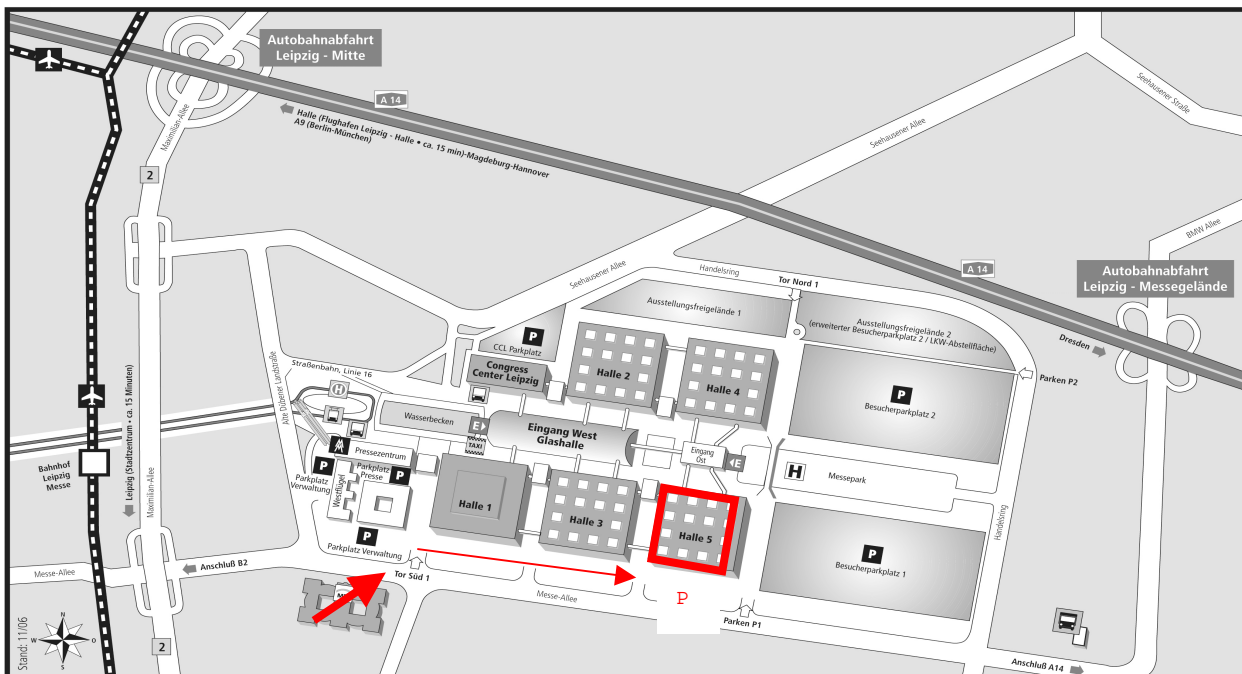 Autobahnabfahrt
Leipzig - Mitte
A 14
Halle (Flughafen Leipzig - Halle • ca. 15 min)-Magdeburg-Hannover
A9 (Berlin-München)
Maximilian-Allee
2
Seehausener Straße
Seehausener Allee
BMW Allee
Autobahnabfahrt
Leipzig - Messegelände
A 14
Dresden
Handelsring
Tor Nord 1
Seehausener Allee
Ausstellungsfreigelände 1
Ausstellungsfreigelände 2
(erweiterter Besucherparkplatz 2 / LKW-Abstellfläche)
Parken P2
P
CCL Parkplatz
Congress
Center Leipzig
Halle 2
Halle 4
P
Besucherparkplatz 2
Straßenbahn, Linie 16
H
Alte Dübener Landstraße
Leipzig (Stadtzentrum • ca. 15 Minuten)
Wasserbecken
E
TAXI
Eingang West
Glashalle
Eingang
Ost
E
H
Messepark
Bahnhof
Leipzig
Messe
Maximilian-Allee
Pressezentrum
P
Parkplatz
Verwaltung
Parkplatz
Presse
P
Westflügel
Halle 1
Halle 3
Halle 5
P
Parkplatz Verwaltung
P
Besucherparkplatz 1
Handelsring
Messe-Allee
Anschluß B2
Tor Süd 1
Messe-Allee
P
Parken P1
Anschluß A14
2
Stand: 11/06
N
W
O
S